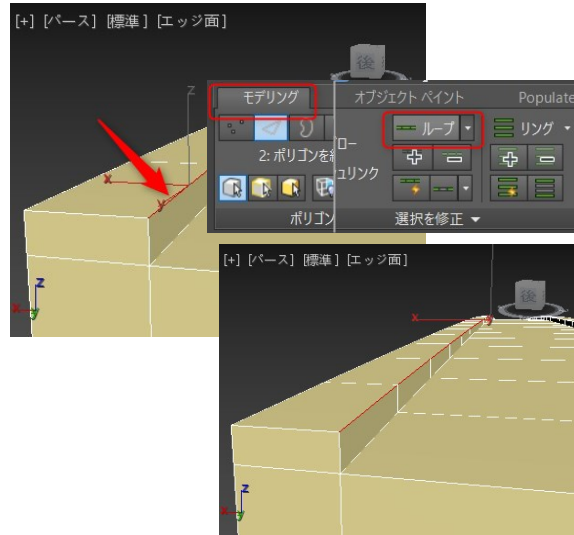 [+] [パース] [標準] [エッジ面]
後
z
x
y
モデリング
オブジェクト ペイント
Populate
ループ
リング
2: ポリゴンを
ロー
ュリンク
ポリゴン
選択を修正
z
x
y
[+] [パース] [標準] [エッジ面]
後
x
y
z
x
y